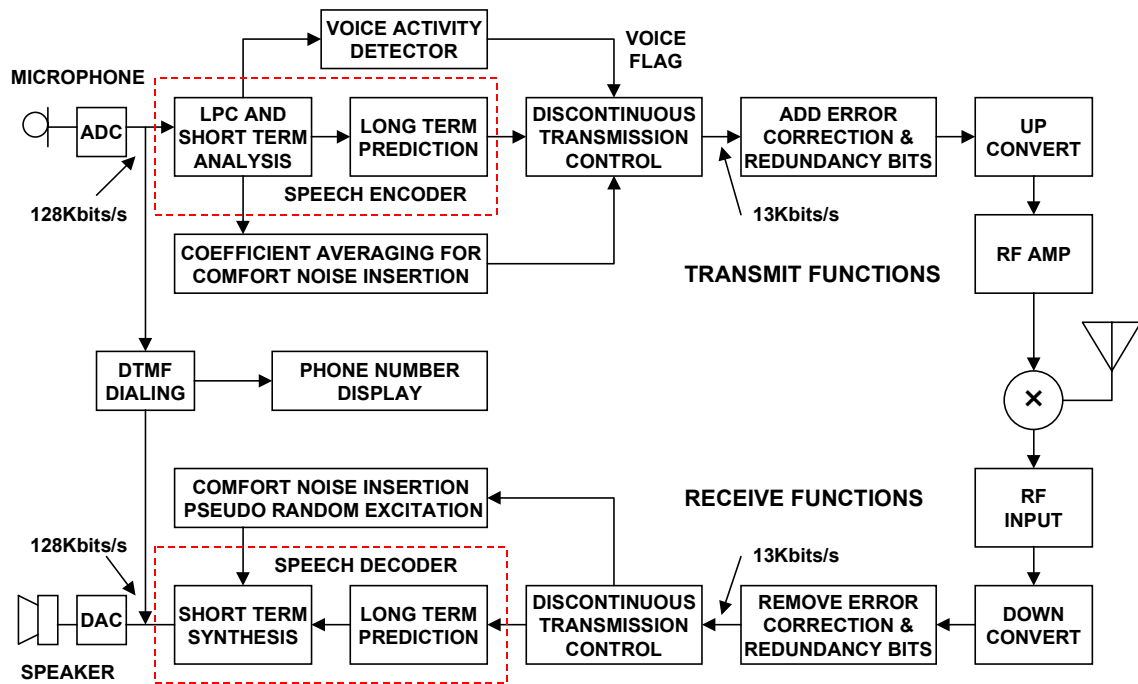 VOICE ACTIVITY
DETECTOR
VOICE
FLAG
MICROPHONE
ADC
LPC AND
SHORT TERM
ANALYSIS
LONG TERM
PREDICTION
SPEECH ENCODER
DISCONTINUOUS
TRANSMISSION
CONTROL
ADD ERROR
CORRECTION &
REDUNDANCY BITS
UP
CONVERT
128Kbits/s
13Kbits/s
COEFFICIENT AVERAGING FOR
COMFORT NOISE INSERTION
TRANSMIT FUNCTIONS
RF AMP
DTMF
DIALING
PHONE NUMBER
DISPLAY
×
COMFORT NOISE INSERTION
PSEUDO RANDOM EXCITATION
RECEIVE FUNCTIONS
RF
INPUT
128Kbits/s
SPEECH DECODER
13Kbits/s
DAC
SHORT TERM
SYNTHESIS
LONG TERM
PREDICTION
DISCONTINUOUS
TRANSMISSION
CONTROL
REMOVE ERROR
CORRECTION &
REDUNDANCY BITS
DOWN
CONVERT
SPEAKER